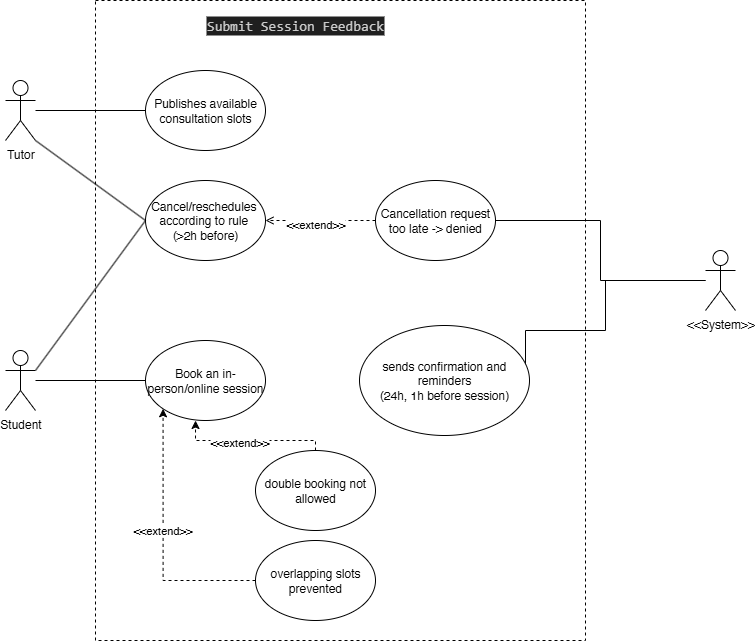 Submit Session Feedback
Publishes available
consultation slots
Tutor
Cancel/reschedules
according to rule
(>2h before)
<<extend>>
Cancellation request
too late -> denied
<<System>>
Book an in-
person/online session
sends confirmation and
reminders
(24h, 1h before session)
Student
<<extend>>
double booking not
allowed
<<extend>>
overlapping slots
prevented